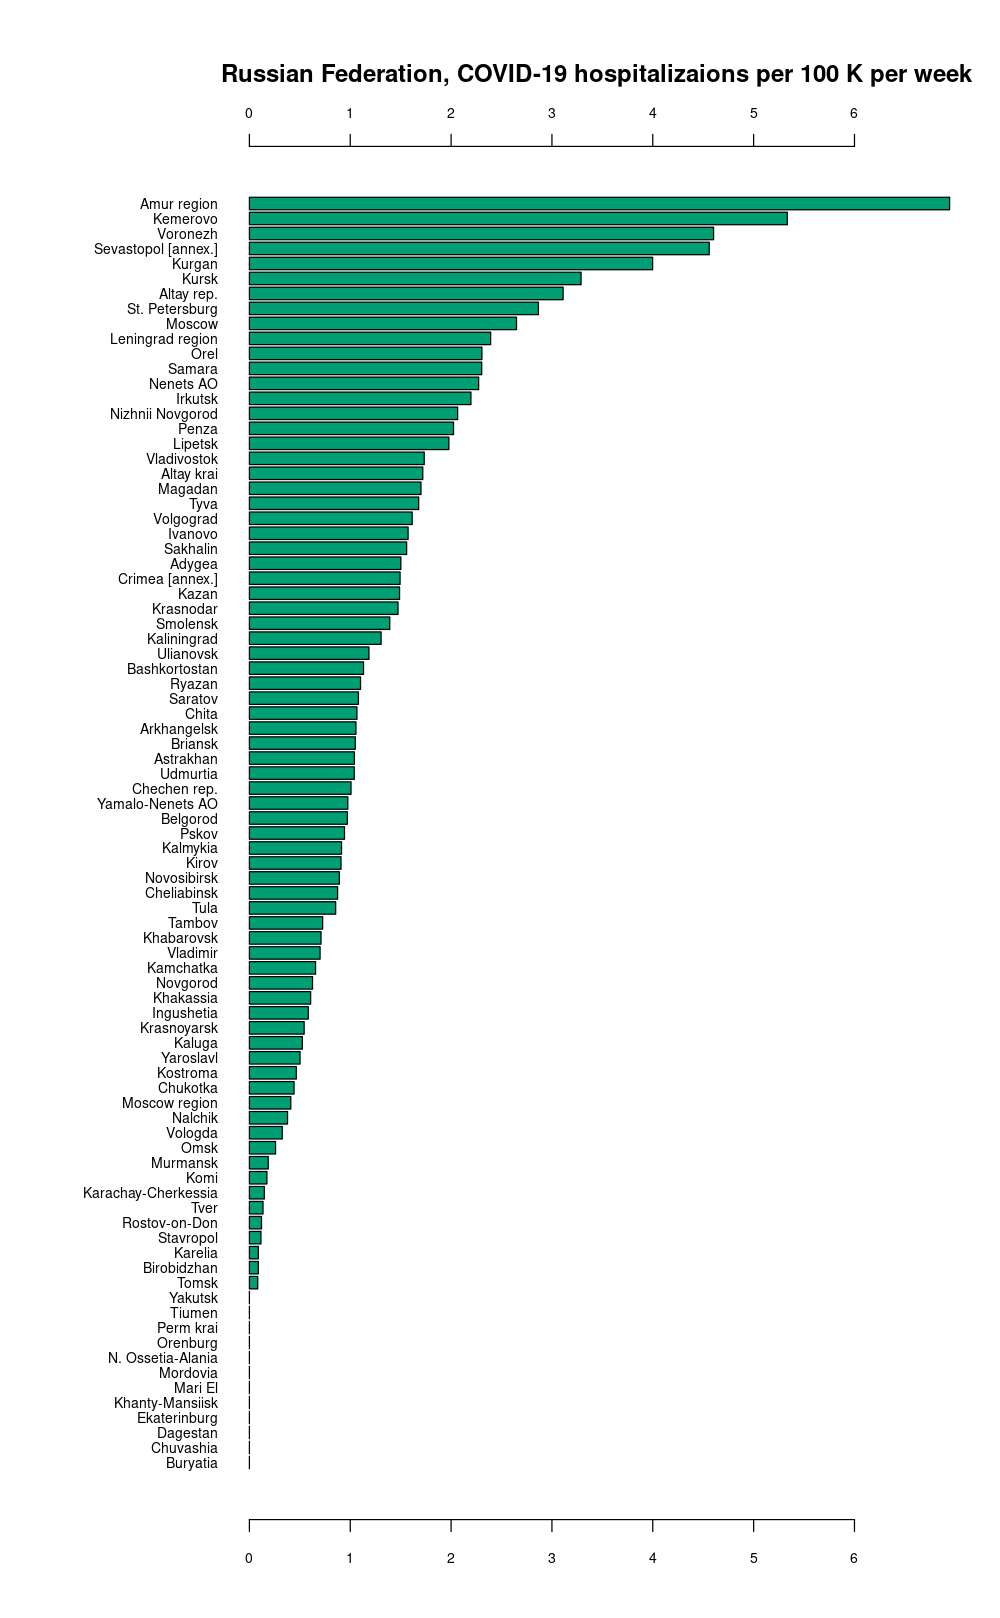 Russian Federation, COVID-19 hospitalizaions per 100 K per week
0 1 2 3 4 5 6
Amur region
Kemerovo
Voronezh
Sevastopol [annex.]
Kurgan
Kursk
Altay rep.
St. Petersburg
Moscow
Leningrad region
Orel
Samara
Nenets AO
Irkutsk
Nizhnii Novgorod
Penza
Lipetsk
Vladivostok
Altay krai
Magadan
Tyva
Volgograd
Ivanovo
Sakhalin
Adygea
Crimea [annex.]
Kazan
Krasnodar
Smolensk
Kaliningrad
Ulianovsk
Bashkortostan
Ryazan
Saratov
Chita
Arkhangelsk
Briansk
Astrakhan
Udmurtia
Chechen rep.
Yamalo-Nenets AO
Belgorod
Pskov
Kalmykia
Kirov
Novosibirsk
Cheliabinsk
Tula
Tambov
Khabarovsk
Vladimir
Kamchatka
Novgorod
Khakassia
Ingushetia
Krasnoyarsk
Kaluga
Yaroslavl
Kostroma
Chukotka
Moscow region
Nalchik
Vologda
Omsk
Murmansk
Komi
Karachay-Cherkessia
Tver
Rostov-on-Don
Stavropol
Karelia
Birobidzhan
Tomsk
Yakutsk
Tiumen
Perm krai
Orenburg
N. Ossetia-Alania
Mordovia
Mari El
Khanty-Mansiisk
Ekaterinburg
Dagestan
Chuvashia
Buryatia
0 1 2 3 4 5 6